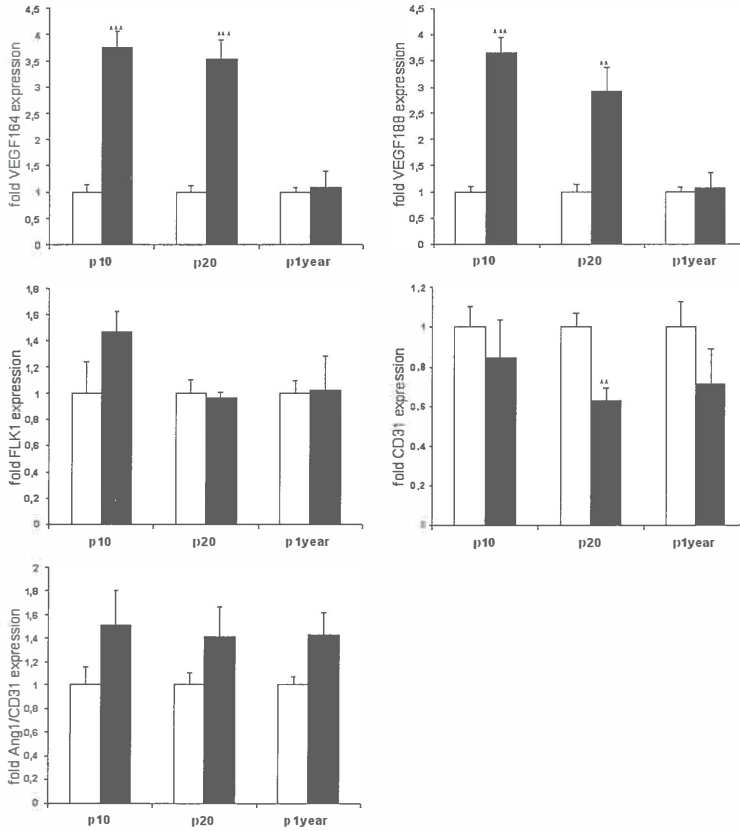 fold VEGF164 expression
4,5
4
3,5
3
2,5
2
1,5
1
0,5
0
***
***
p10
p20
p1year
fold VEGF188 expression
4,5
4
3,5
3
2,5
2
1,5
1
0,5
0
***
**
p10
p20
p1year
fold FLK1 expression
1,8
1,6
1,4
1,2
1
0,8
0,6
0,4
0,2
0
p10
p20
p1year
fold CD31 expression
1,2
1
0,8
0,6
0,4
0,2
0
**
p10
p20
p1year
fold Ang1/CD31 expression
2
1,8
1,6
1,4
1,2
1
0,8
0,6
0,4
0,2
0
p10
p20
p1year